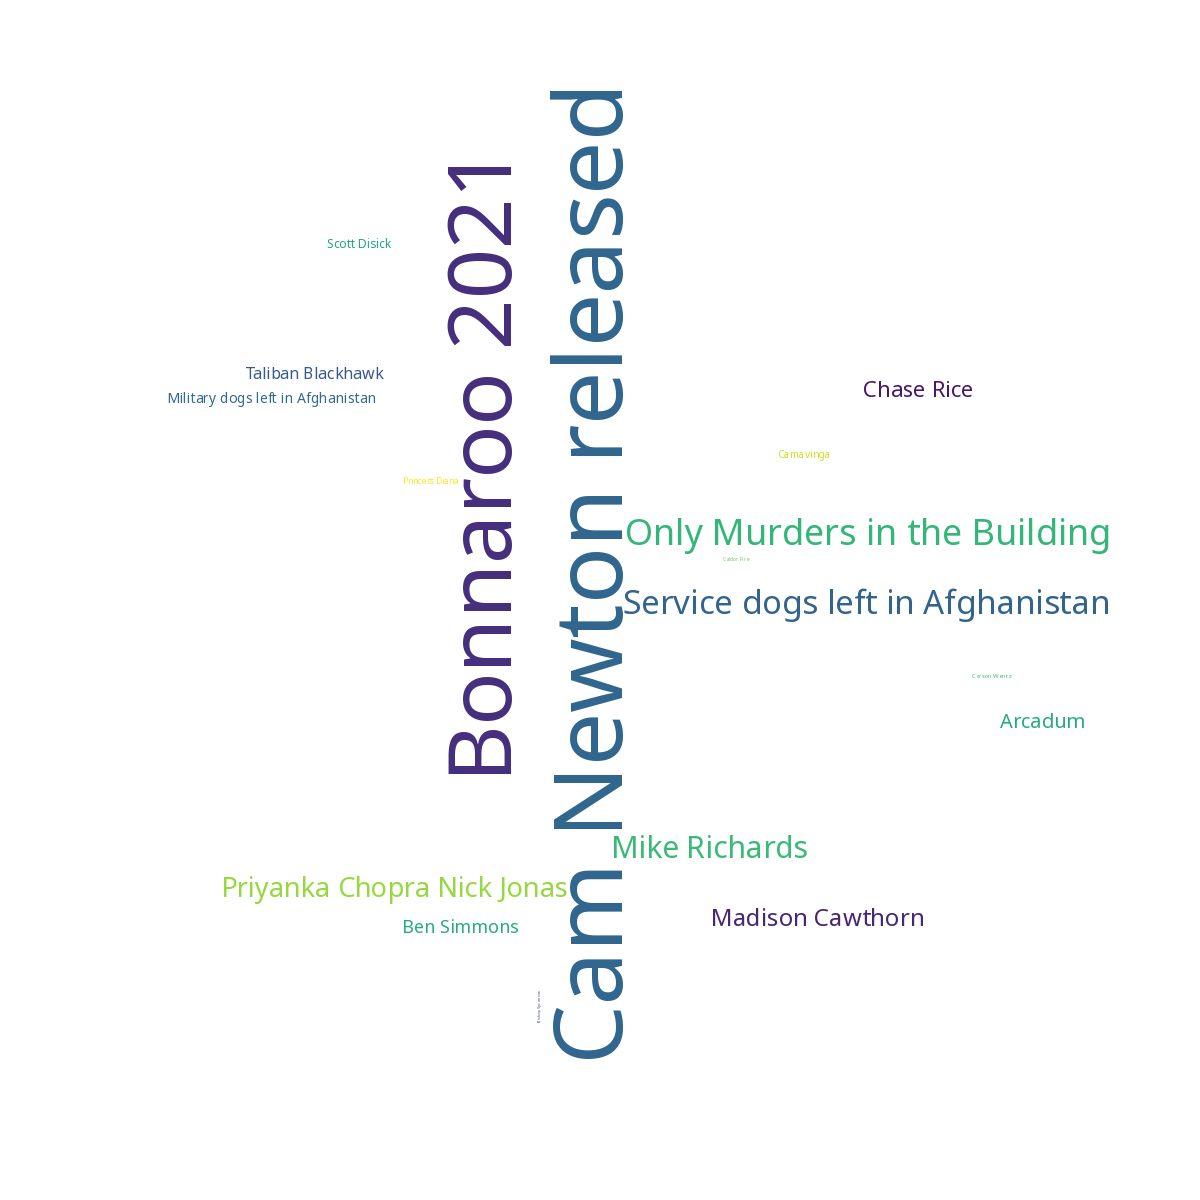 Cam Newton released
Bonnaroo 2021
Scott Disick
Taliban Blackhawk
Military dogs left in Afghanistan
Chase Rice
Camavinga
Princess Diana
Only Murders in the Building
Caldor Fire
Service dogs left in Afghanistan
Carson Wentz
Arcadum
Mike Richards
Priyanka Chopra Nick Jonas
Madison Cawthorn
Ben Simmons